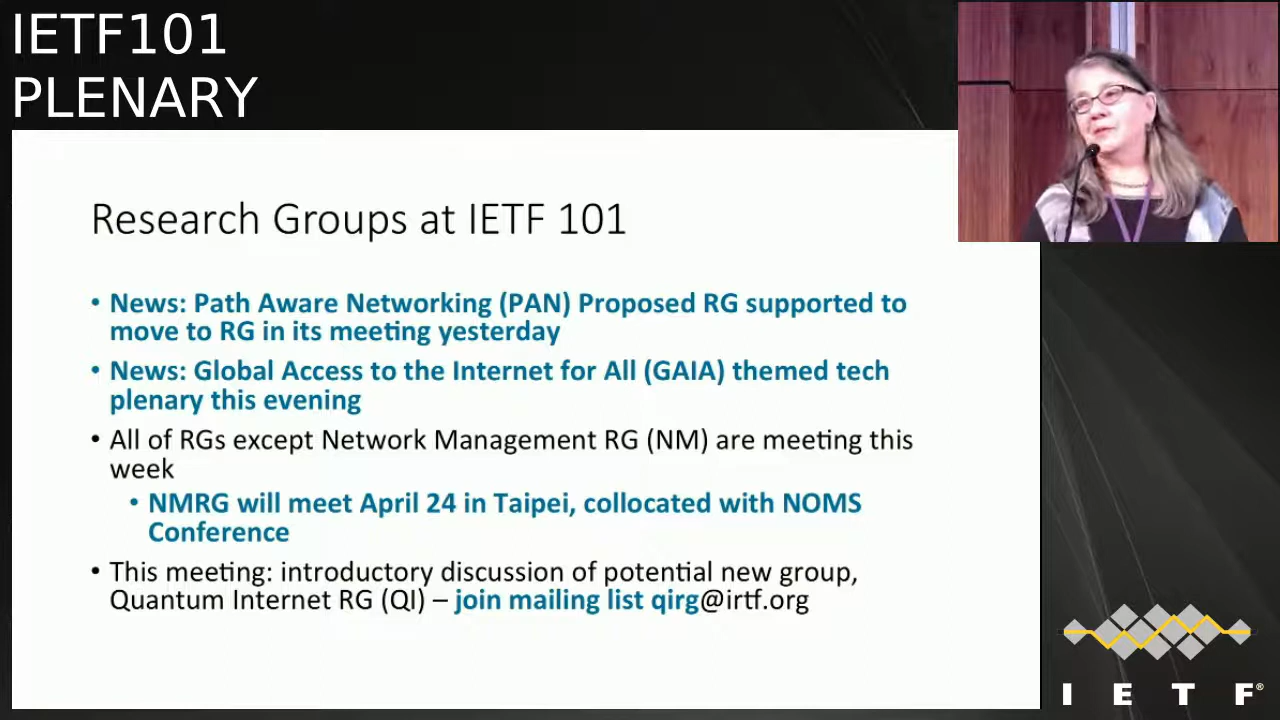 IETF101
PLENARY
Research Groups at IETF 101
• News: Path Aware Networking (PAN) Proposed RG supported to
move to RG in its meeting yesterday
• News: Global Access to the Internet for All (GAIA) themed tech
plenary this evening
• All of RGs except Network Management RG (NM) are meeting this
week
• NMRG will meet April 24 in Taipei, collocated with NOMS
Conference
• This meeting: introductory discussion of potential new group,
Quantum Internet RG (QI) – join mailing list qirg@irtf.org
I E T F®